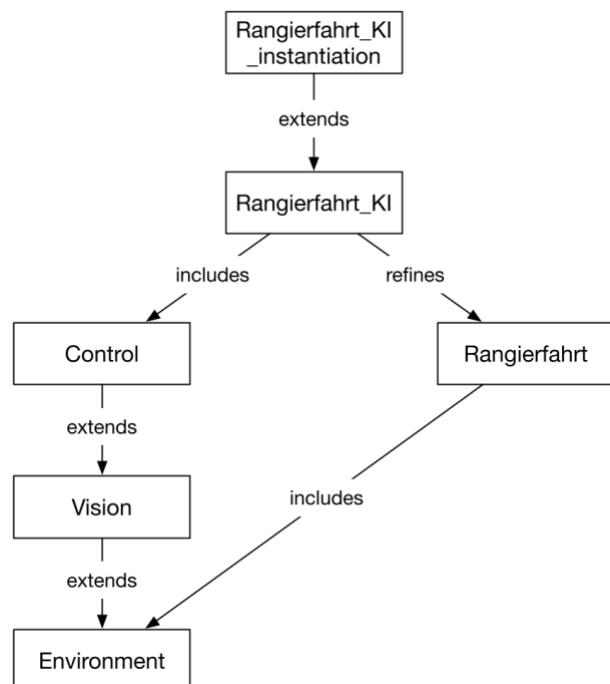 Rangierfahrt_KI
_instantiation
extends
Rangierfahrt_KI
includes
refines
Control
Rangierfahrt
extends
includes
Vision
extends
Environment